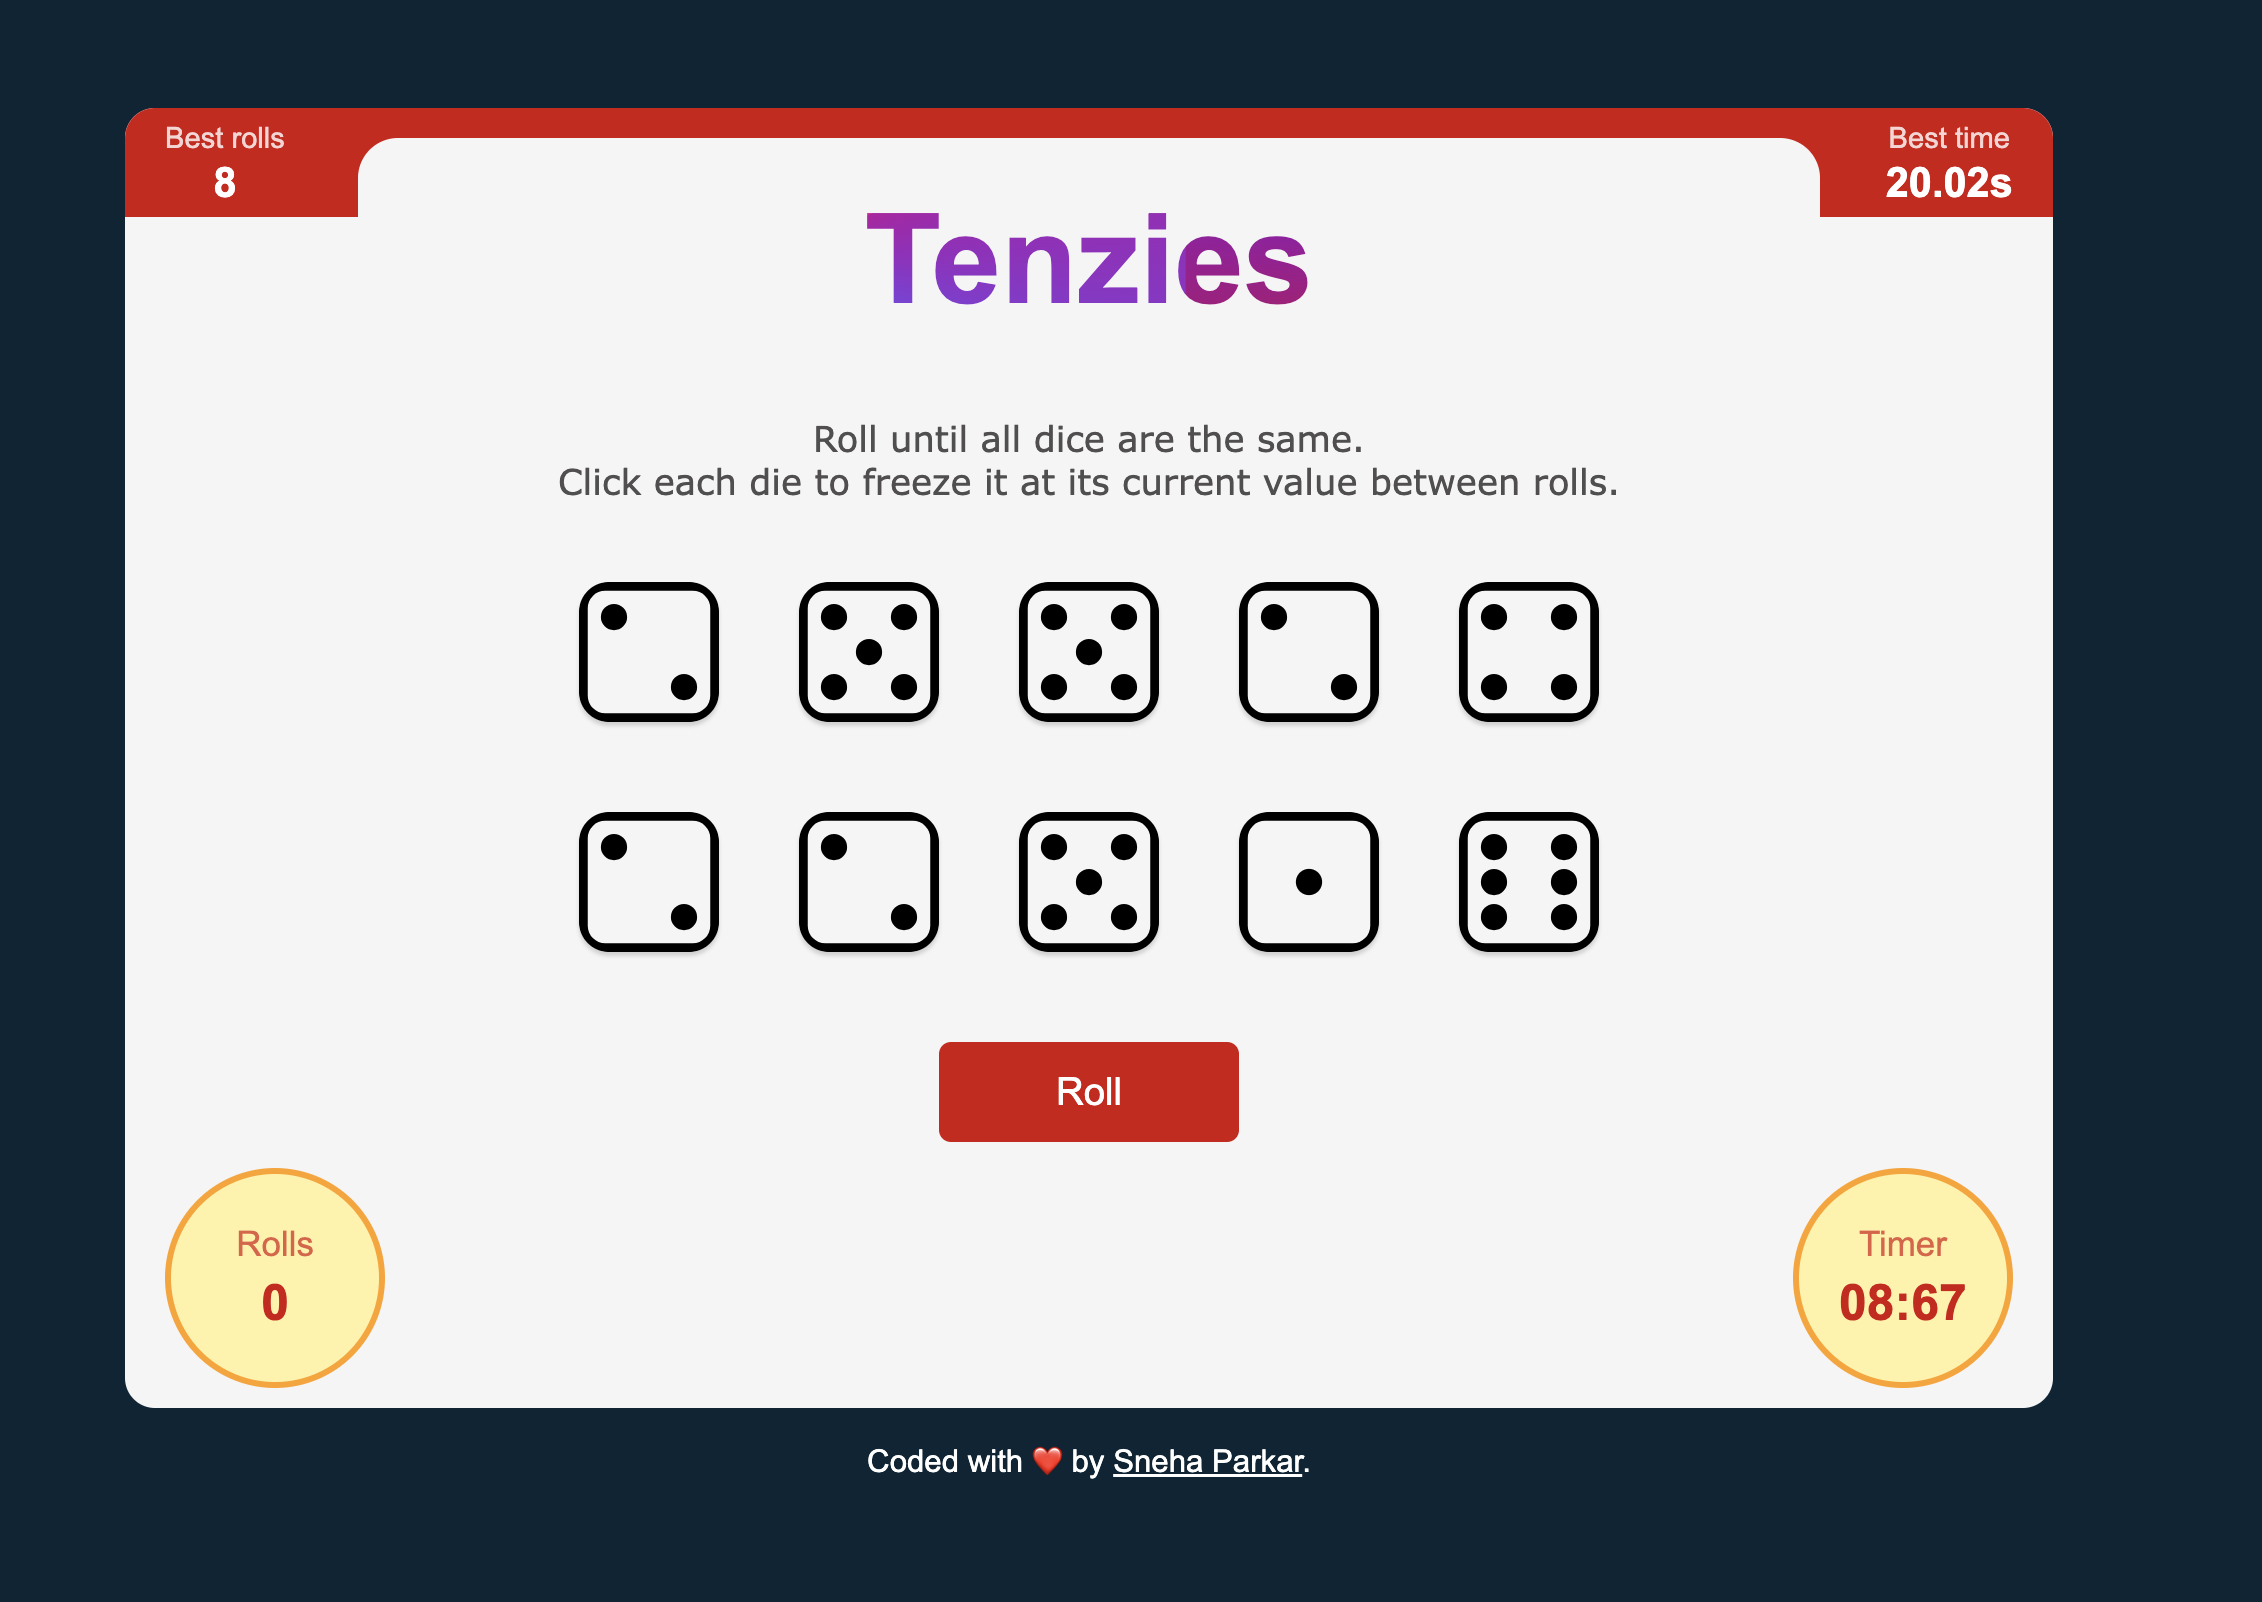 Best rolls
8
Best time
20.02s
Tenzies
Roll until all dice are the same.
Click each die to freeze it at its current value between rolls.
Roll
Rolls
0
Timer
08:67
Coded with ❤️ by Sneha Parkar.